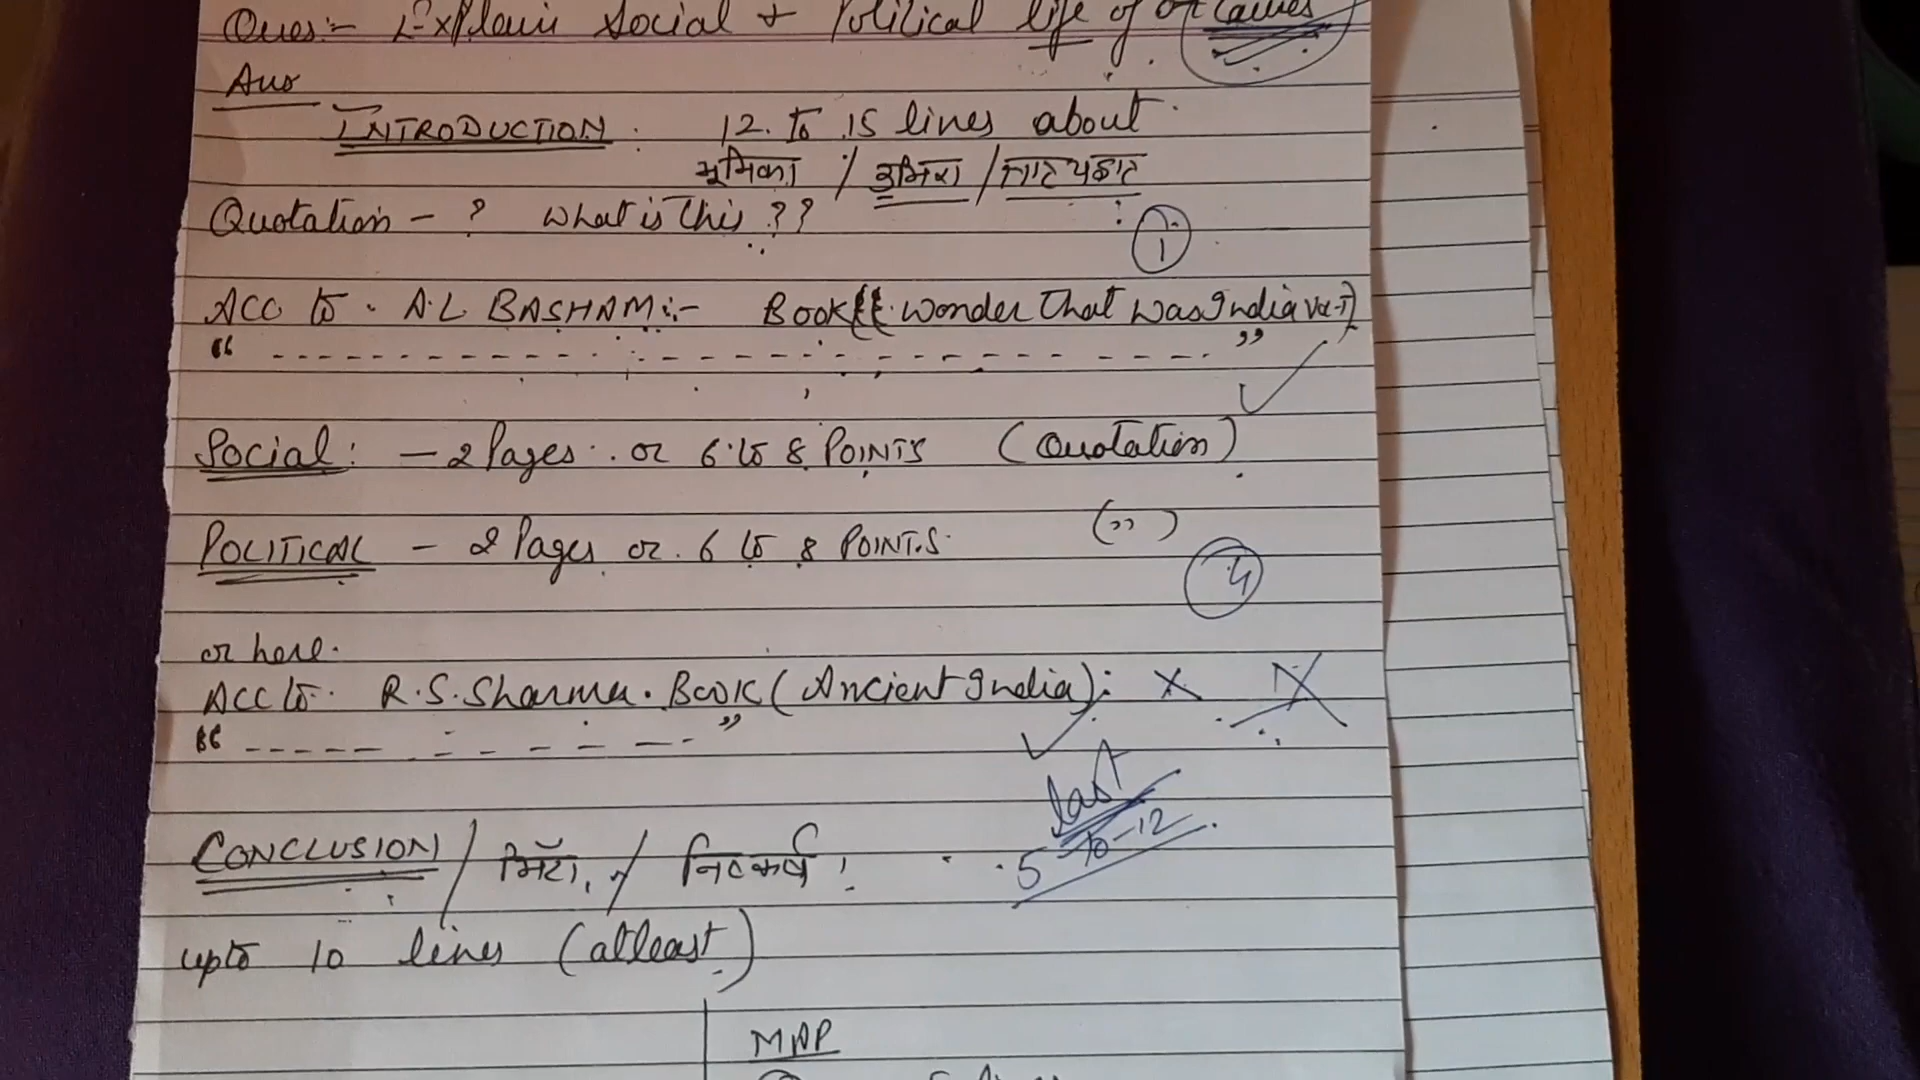 Ques:- Explain Social & Political life of
Ans
INTRODUCTION : 12 to 15 lines about
भूमिका /
Quotation - ? What is This ??
1
ACC to A.L BASHAM:- Book {{ Wonder That Was India Vol-I}
“ - - - - - - - - - - - - - - - - - - - - - - ”
Social: - 2 Pages or 6 to 8 POINTS (Quotation)
POLITICAL - 2 Pages or 6 to 8 POINTS (")
4
or here.
ACC to R.S. Sharma. Book (Ancient India): X
“ - - - - - - - - - - ”
last
5 to 10-12
CONCLUSION / / निष्कर्ष
upto 10 lines (atleast)
MAP